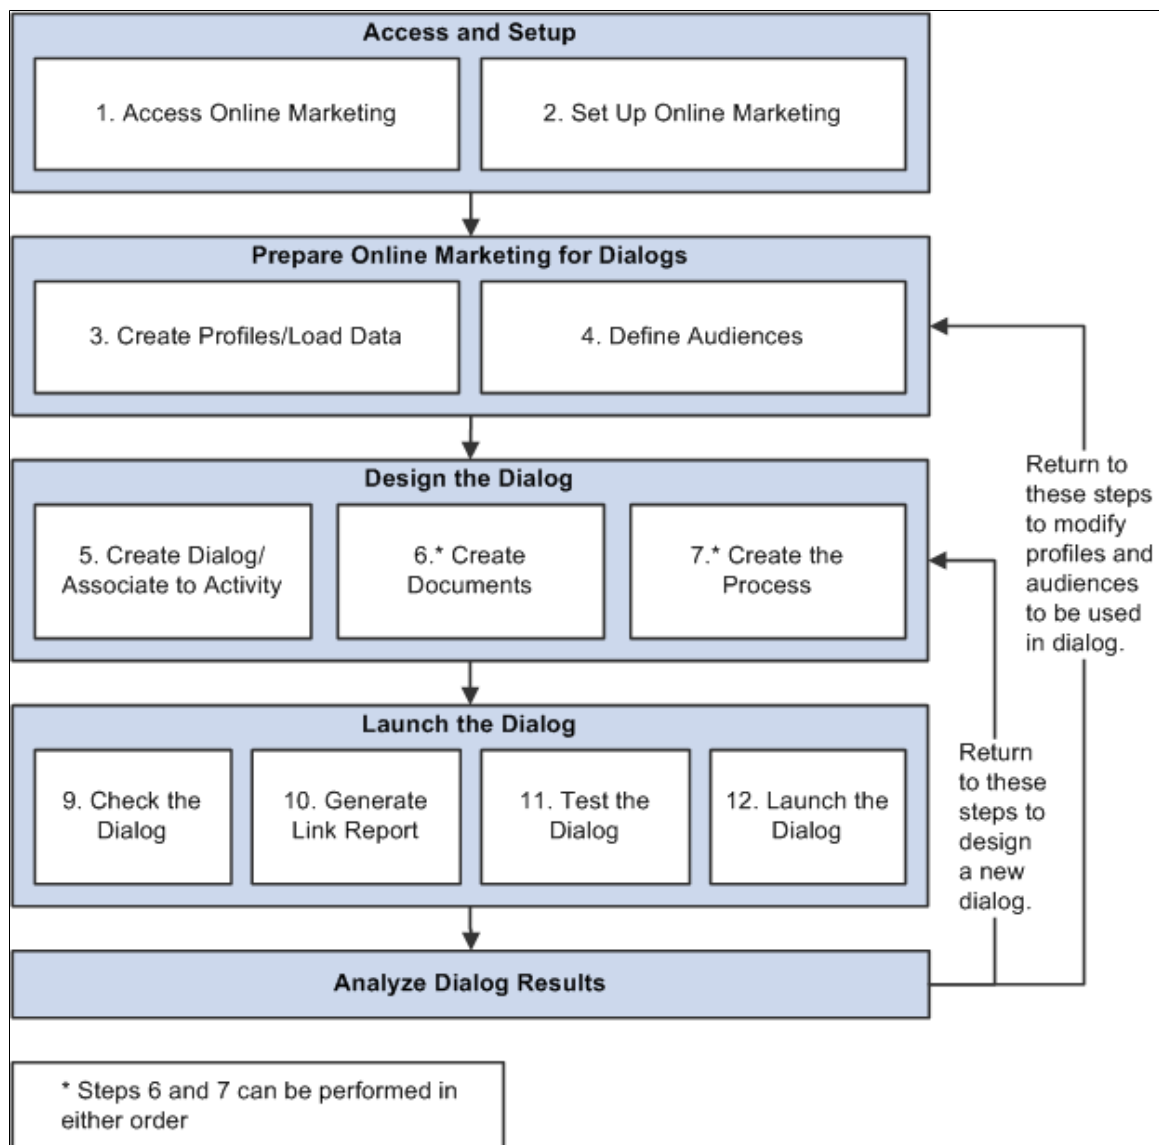 Access and Setup
1. Access Online Marketing
2. Set Up Online Marketing
Prepare Online Marketing for Dialogs
3. Create Profiles/Load Data
4. Define Audiences
Design the Dialog
5. Create Dialog/
Associate to Activity
6.* Create
Documents
7.* Create the
Process
Launch the Dialog
9. Check the
Dialog
10. Generate
Link Report
11. Test the
Dialog
12. Launch the
Dialog
Analyze Dialog Results
Return to
these steps
to modify
profiles and
audiences
to be used
in dialog.
Return
to these
steps to
design
a new
dialog.
* Steps 6 and 7 can be performed in
either order